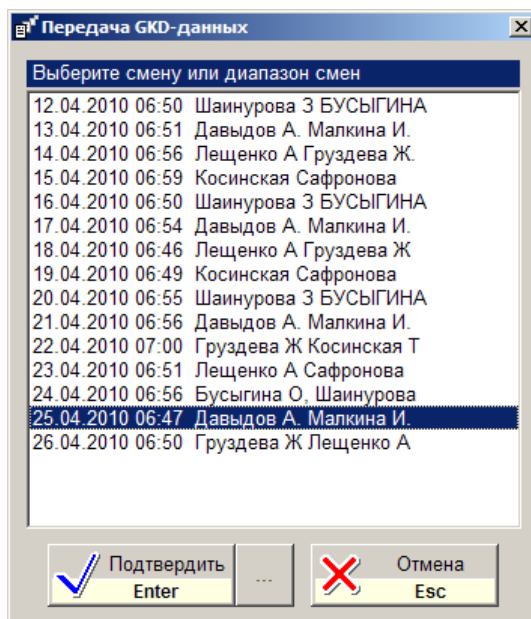 Передача GKD-данных
Выберите смену или диапазон смен
12.04.2010 06:50 Шаинурова З БУСЫГИНА
13.04.2010 06:51 Давыдов А. Малкина И.
14.04.2010 06:56 Лещенко А Груздева Ж.
15.04.2010 06:59 Косинская Сафронова
16.04.2010 06:50 Шаинурова З БУСЫГИНА
17.04.2010 06:54 Давыдов А. Малкина И.
18.04.2010 06:46 Лещенко А Груздева Ж
19.04.2010 06:49 Косинская Сафронова
20.04.2010 06:55 Шаинурова З БУСЫГИНА
21.04.2010 06:56 Давыдов А. Малкина И.
22.04.2010 07:00 Груздева Ж Косинская Т
23.04.2010 06:51 Лещенко А Сафронова
24.04.2010 06:56 Бусыгина О, Шаинурова
25.04.2010 06:47 Давыдов А. Малкина И.
26.04.2010 06:50 Груздева Ж Лещенко А
Подтвердить ... Отмена
Enter Esc